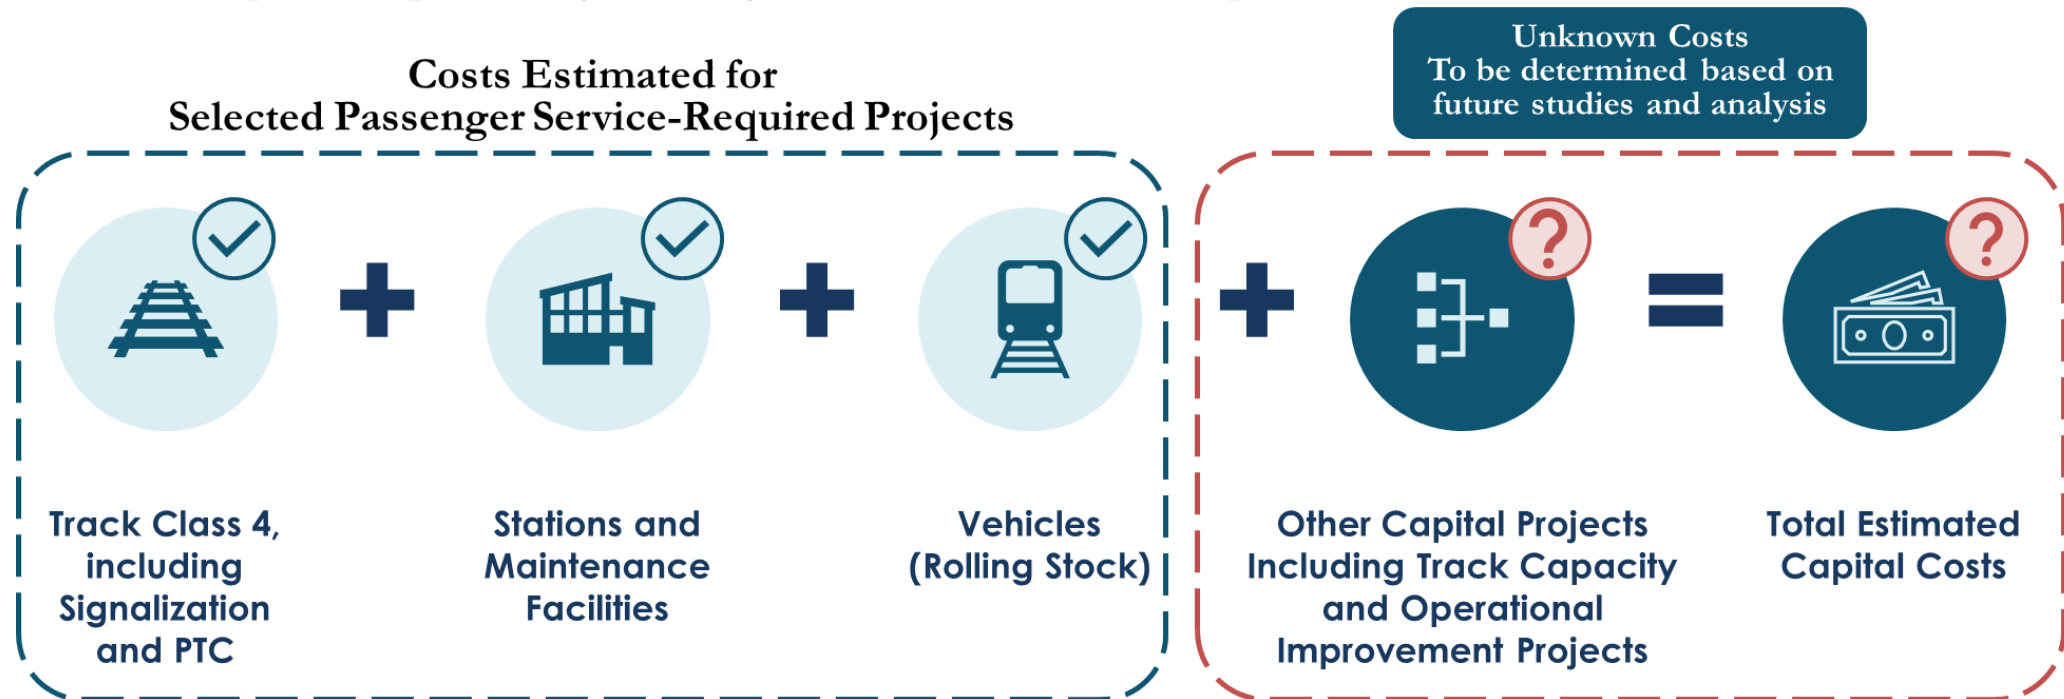 Costs Estimated for
Selected Passenger Service-Required Projects
Unknown Costs
To be determined based on
future studies and analysis
Track Class 4,
including
Signalization
and PTC
Stations and
Maintenance
Facilities
Vehicles
(Rolling Stock)
Other Capital Projects
Including Track Capacity
and Operational
Improvement Projects
Total Estimated
Capital Costs